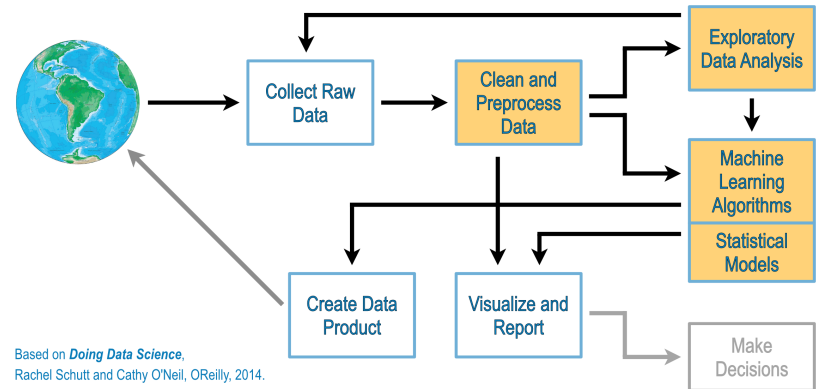 Exploratory
Data Analysis
Collect Raw
Data
Clean and
Preprocess
Data
Machine
Learning
Algorithms
Statistical
Models
Create Data
Product
Visualize and
Report
Make
Decisions
Based on Doing Data Science,
Rachel Schutt and Cathy O'Neil, OReilly, 2014.